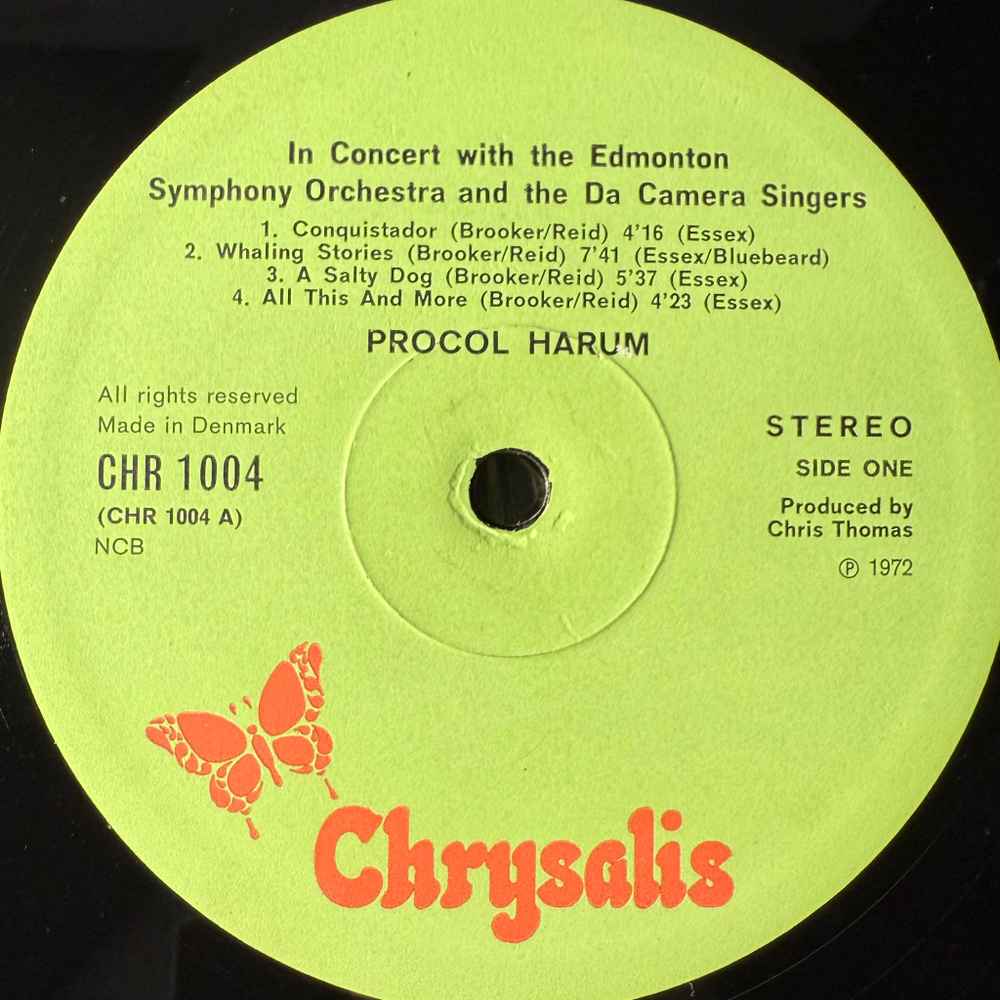 In Concert with the Edmonton
Symphony Orchestra and the Da Camera Singers
1. Conquistador (Brooker/Reid) 4'16 (Essex)
2. Whaling Stories (Brooker/Reid) 7'41 (Essex/Bluebeard)
3. A Salty Dog (Brooker/Reid) 5'37 (Essex)
4. All This And More (Brooker/Reid) 4'23 (Essex)
PROCOL HARUM
All rights reserved
Made in Denmark
CHR 1004
(CHR 1004 A)
NCB
STEREO
SIDE ONE
Produced by
Chris Thomas
℗ 1972
Chrysalis